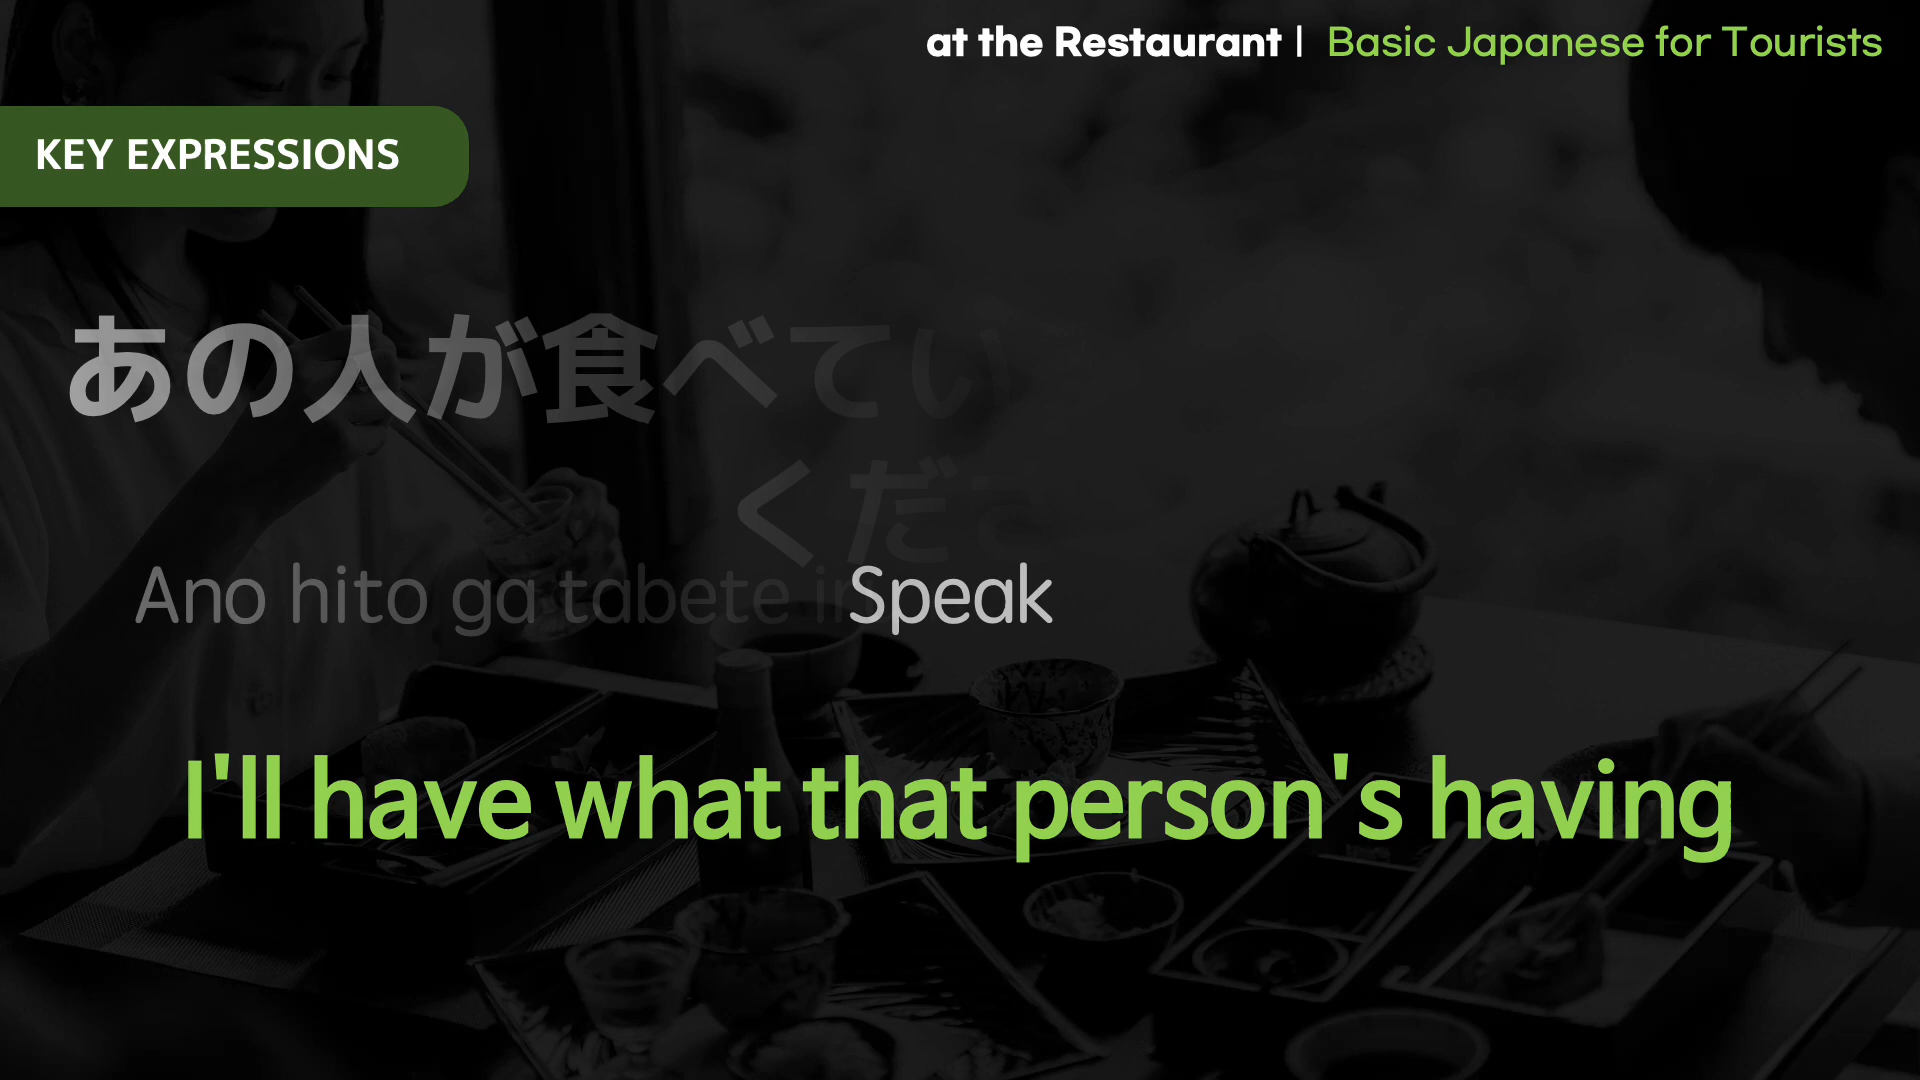 at the Restaurant | Basic Japanese for Tourists
KEY EXPRESSIONS
あの人が食べてい
くださ
Ano hito ga tabete
Speak
I'll have what that person's having